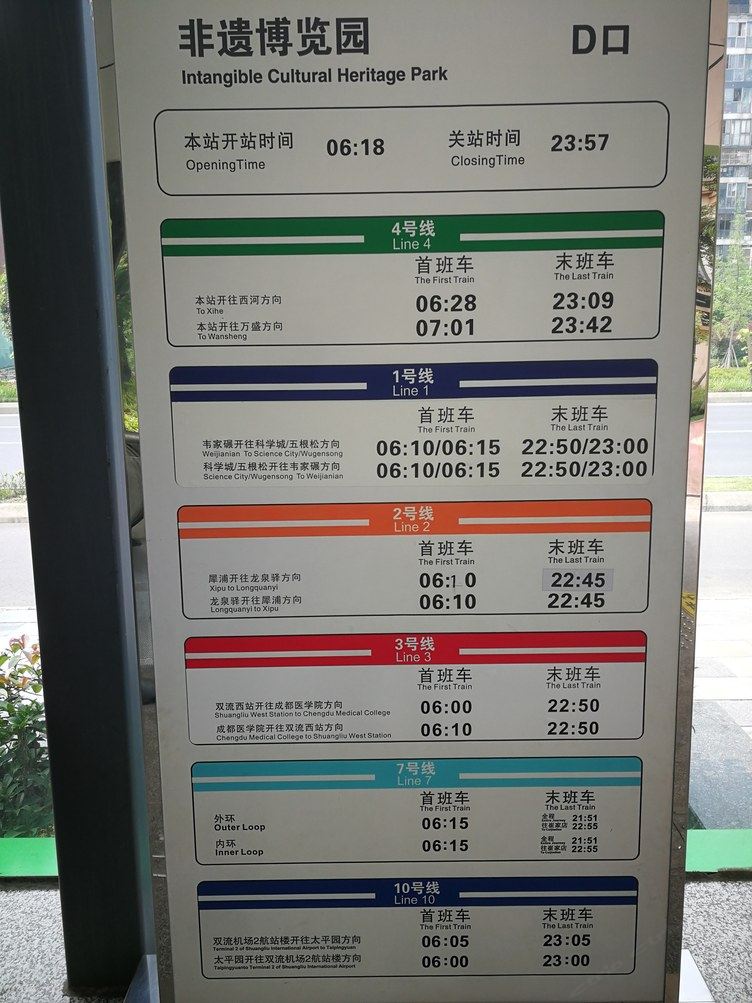 非遗博览园 D口
Intangible Cultural Heritage Park
本站开站时间 06:18 关站时间 23:57
OpeningTime ClosingTime
4号线
Line 4
首班车 末班车
The First Train The Last Train
本站开往西河方向 06:28 23:09
To Xihe
本站开往万盛方向 07:01 23:42
To Wansheng
1号线
Line 1
首班车 末班车
The First Train The Last Train
韦家碾开往科学城/五根松方向 06:10/06:15 22:50/23:00
Weijianian To Science City/Wugensong
科学城/五根松开往韦家碾方向 06:10/06:15 22:50/23:00
Science City/Wugensong To Weijianian
2号线
Line 2
首班车 末班车
The First Train The Last Train
犀浦开往龙泉驿方向 06:10 22:45
Xipu to Longquanyi
龙泉驿开往犀浦方向 06:10 22:45
Longquanyi to Xipu
3号线
Line 3
首班车 末班车
The First Train The Last Train
双流西站开往成都医学院方向 06:00 22:50
Shuangliu West Station to Chengdu Medical College
成都医学院开往双流西站方向 06:10 22:50
Chengdu Medical College to Shuangliu West Station
7号线
Line 7
首班车 末班车
The First Train The Last Train
外环 06:15 全程 21:51
Outer Loop 往崔家店 22:55
内环 06:15 全程 21:51
Inner Loop 往崔家店 22:55
10号线
Line 10
首班车 末班车
The First Train The Last Train
双流机场2航站楼开往太平园方向 06:05 23:05
Terminal 2 of Shuangliu International Airport to Taipingyuan
太平园开往双流机场2航站楼方向 06:00 23:00
Taipingyuanto Terminal 2 of Shuangliu International Airport